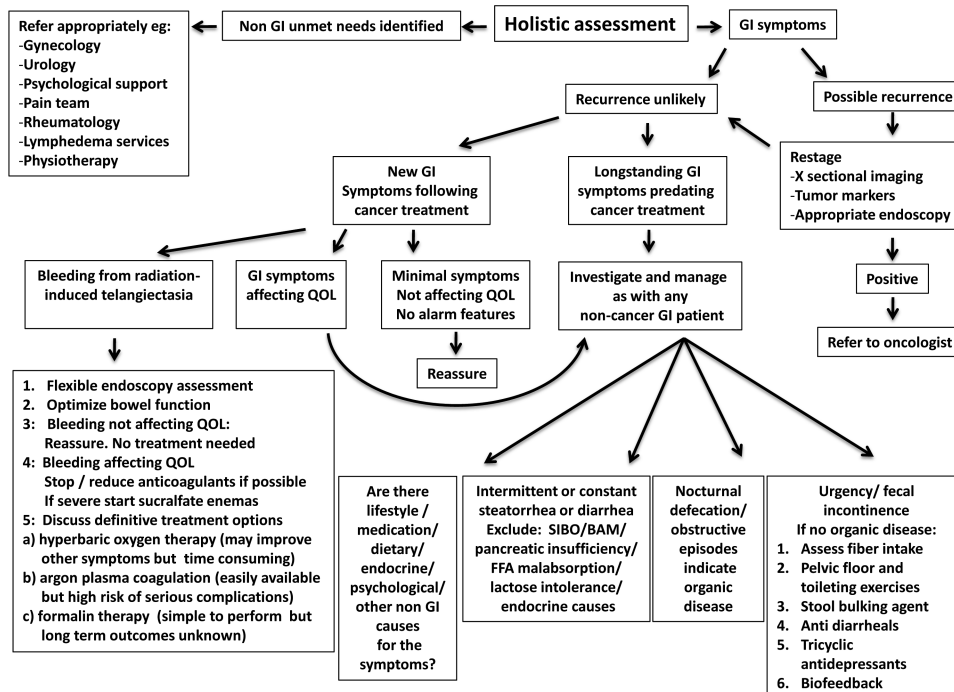 Holistic assessment
Non GI unmet needs identified
Refer appropriately eg:
-Gynecology
-Urology
-Psychological support
-Pain team
-Rheumatology
-Lymphedema services
-Physiotherapy
GI symptoms
Recurrence unlikely
Possible recurrence
New GI
Symptoms following
cancer treatment
Longstanding GI
symptoms predating
cancer treatment
Restage
-X sectional imaging
-Tumor markers
-Appropriate endoscopy
Bleeding from radiation-
induced telangiectasia
GI symptoms
affecting QOL
Minimal symptoms
Not affecting QOL
No alarm features
Investigate and manage
as with any
non-cancer GI patient
Positive
Reassure
Refer to oncologist
1. Flexible endoscopy assessment
2. Optimize bowel function
3: Bleeding not affecting QOL:
Reassure. No treatment needed
4: Bleeding affecting QOL
Stop / reduce anticoagulants if possible
If severe start sucralfate enemas
5: Discuss definitive treatment options
a) hyperbaric oxygen therapy (may improve
other symptoms but time consuming)
b) argon plasma coagulation (easily available
but high risk of serious complications)
c) formalin therapy (simple to perform but
long term outcomes unknown)
Are there
lifestyle /
medication/
dietary/
endocrine/
psychological/
other non GI
causes
for the
symptoms?
Intermittent or constant
steatorrhea or diarrhea
Exclude: SIBO/BAM/
pancreatic insufficiency/
FFA malabsorption/
lactose intolerance/
endocrine causes
Nocturnal
defecation/
obstructive
episodes
indicate
organic
disease
Urgency/ fecal
incontinence
If no organic disease:
1. Assess fiber intake
2. Pelvic floor and
toileting exercises
3. Stool bulking agent
4. Anti diarrheals
5. Tricyclic
antidepressants
6. Biofeedback